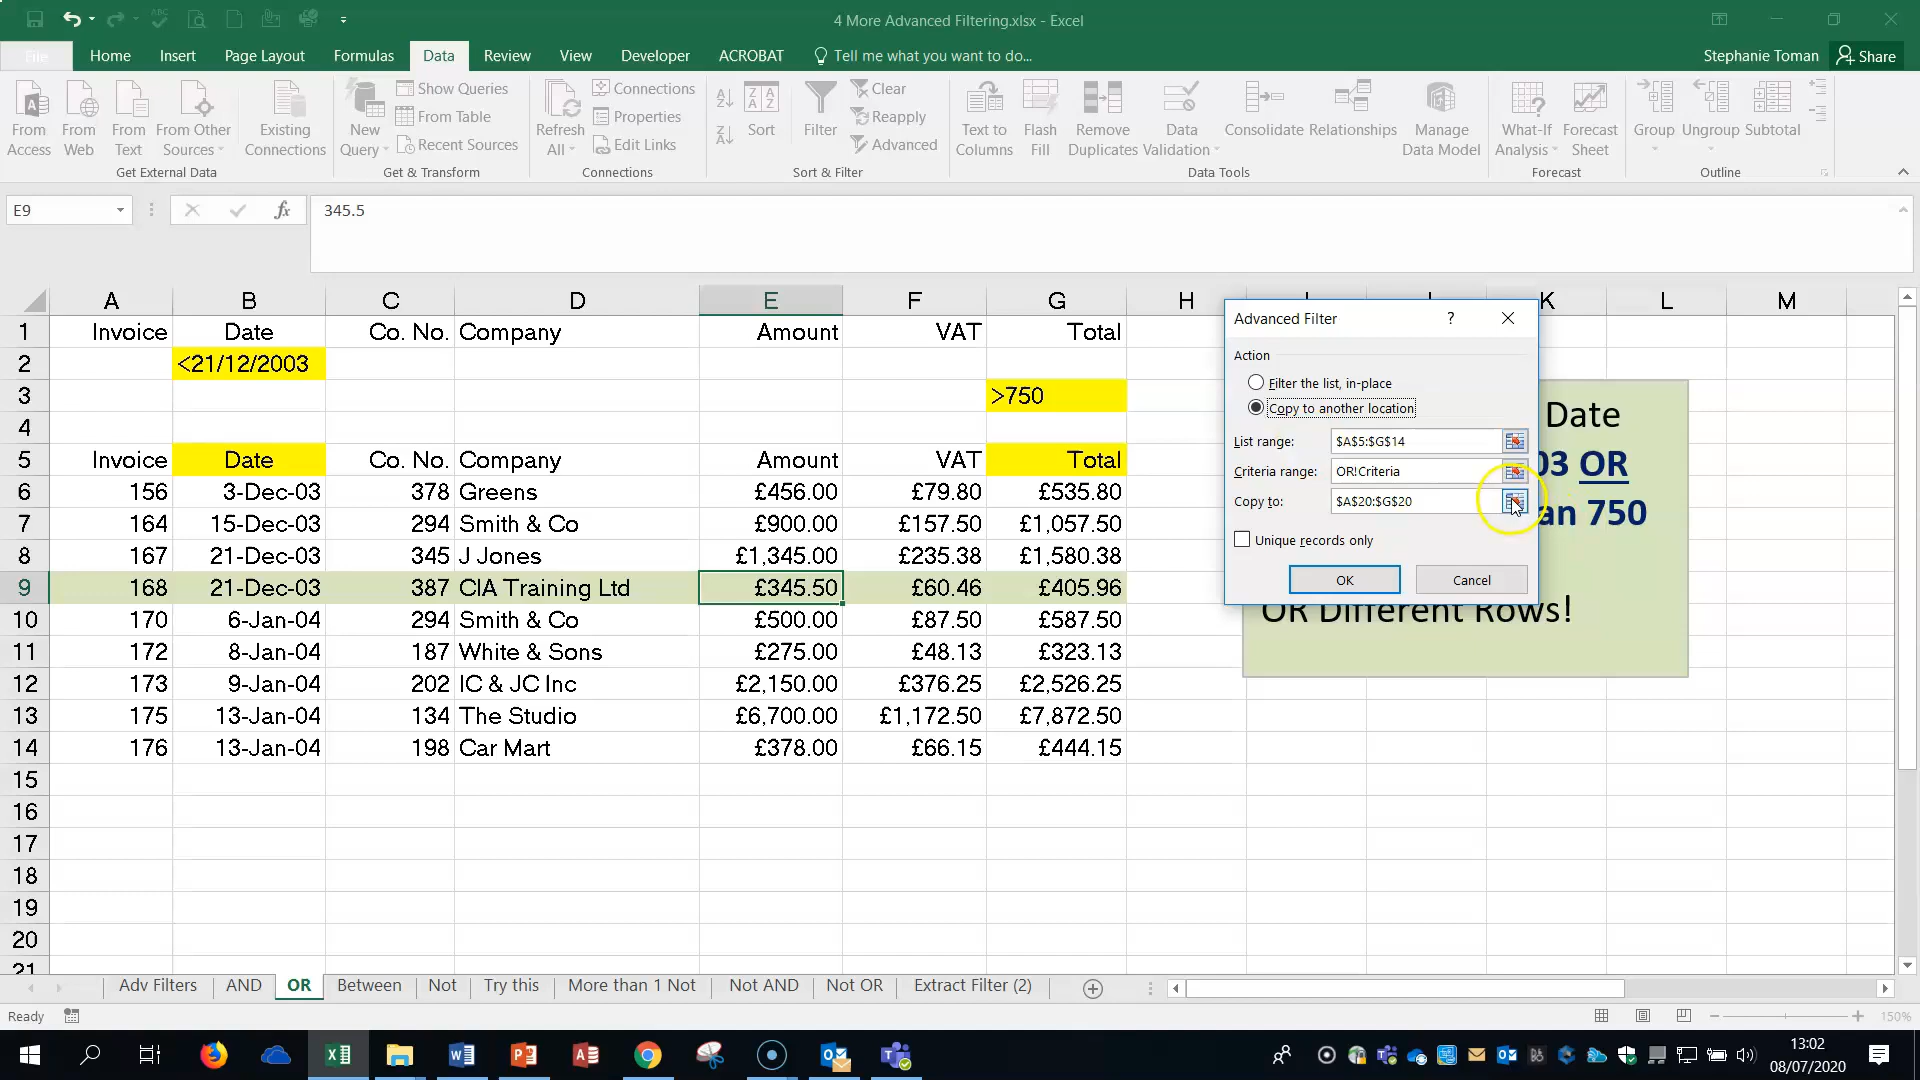 4 More Advanced Filtering.xlsx - Excel
File Home Insert Page Layout Formulas Data Review View Developer ACROBAT Tell me what you want to do... Stephanie Toman Share
From Access
From Web
From Text
From Other Sources
Existing Connections
Get External Data
New Query
Show Queries
From Table
Recent Sources
Get & Transform
Refresh All
Connections
Properties
Edit Links
Connections
Sort
Filter
Clear
Reapply
Advanced
Sort & Filter
Text to Columns
Flash Fill
Remove Duplicates
Data Validation
Consolidate
Relationships
Manage Data Model
Data Tools
What-If Analysis
Forecast Sheet
Forecast
Group
Ungroup
Subtotal
Outline
E9 fx 345.5
A B C D E F G H K L M
1 Invoice Date Co. No. Company Amount VAT Total
2 <21/12/2003
3 >750
4
5 Invoice Date Co. No. Company Amount VAT Total
6 156 3-Dec-03 378 Greens £456.00 £79.80 £535.80
7 164 15-Dec-03 294 Smith & Co £900.00 £157.50 £1,057.50
8 167 21-Dec-03 345 J Jones £1,345.00 £235.38 £1,580.38
9 168 21-Dec-03 387 CIA Training Ltd £345.50 £60.46 £405.96
10 170 6-Jan-04 294 Smith & Co £500.00 £87.50 £587.50
11 172 8-Jan-04 187 White & Sons £275.00 £48.13 £323.13
12 173 9-Jan-04 202 IC & JC Inc £2,150.00 £376.25 £2,526.25
13 175 13-Jan-04 134 The Studio £6,700.00 £1,172.50 £7,872.50
14 176 13-Jan-04 198 Car Mart £378.00 £66.15 £444.15
15
16
17
18
19
20
21
Advanced Filter ?
Action
Filter the list, in-place
Copy to another location
List range: $A$5:$G$14
Criteria range: OR!Criteria
Copy to: $A$20:$G$20
Unique records only
OK Cancel
Date
03 OR
an 750
OR Different Rows!
Adv Filters AND OR Between Not Try this More than 1 Not Not AND Not OR Extract Filter (2)
Ready 150%
13:02
08/07/2020